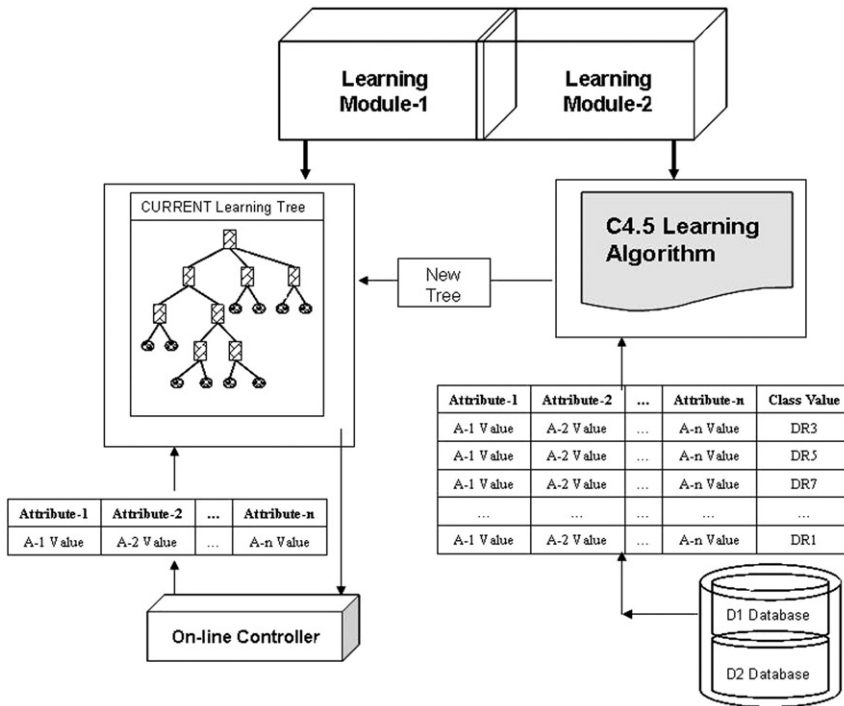 Learning
Module-1
Learning
Module-2
CURRENT Learning Tree
C4.5 Learning
Algorithm
New
Tree
Attribute-1 Attribute-2 ... Attribute-n Class Value
A-1 Value A-2 Value ... A-n Value DR3
A-1 Value A-2 Value ... A-n Value DR5
A-1 Value A-2 Value ... A-n Value DR7
... ... ... ... ...
A-1 Value A-2 Value ... A-n Value DR1
Attribute-1 Attribute-2 ... Attribute-n
A-1 Value A-2 Value ... A-n Value
On-line Controller
D1 Database
D2 Database